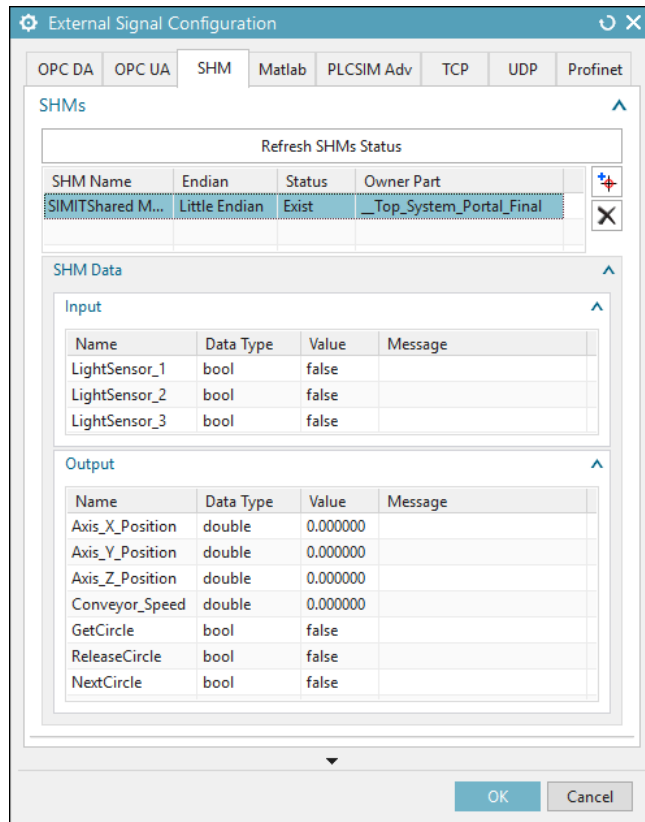 External Signal Configuration
OPC DA OPC UA SHM Matlab PLCSIM Adv TCP UDP Profinet
SHMs
Refresh SHMs Status
SHM Name Endian Status Owner Part
SIMITShared M... Little Endian Exist __Top_System_Portal_Final
SHM Data
Input
Name Data Type Value Message
LightSensor_1 bool false
LightSensor_2 bool false
LightSensor_3 bool false
Output
Name Data Type Value Message
Axis_X_Position double 0.000000
Axis_Y_Position double 0.000000
Axis_Z_Position double 0.000000
Conveyor_Speed double 0.000000
GetCircle bool false
ReleaseCircle bool false
NextCircle bool false
OK Cancel